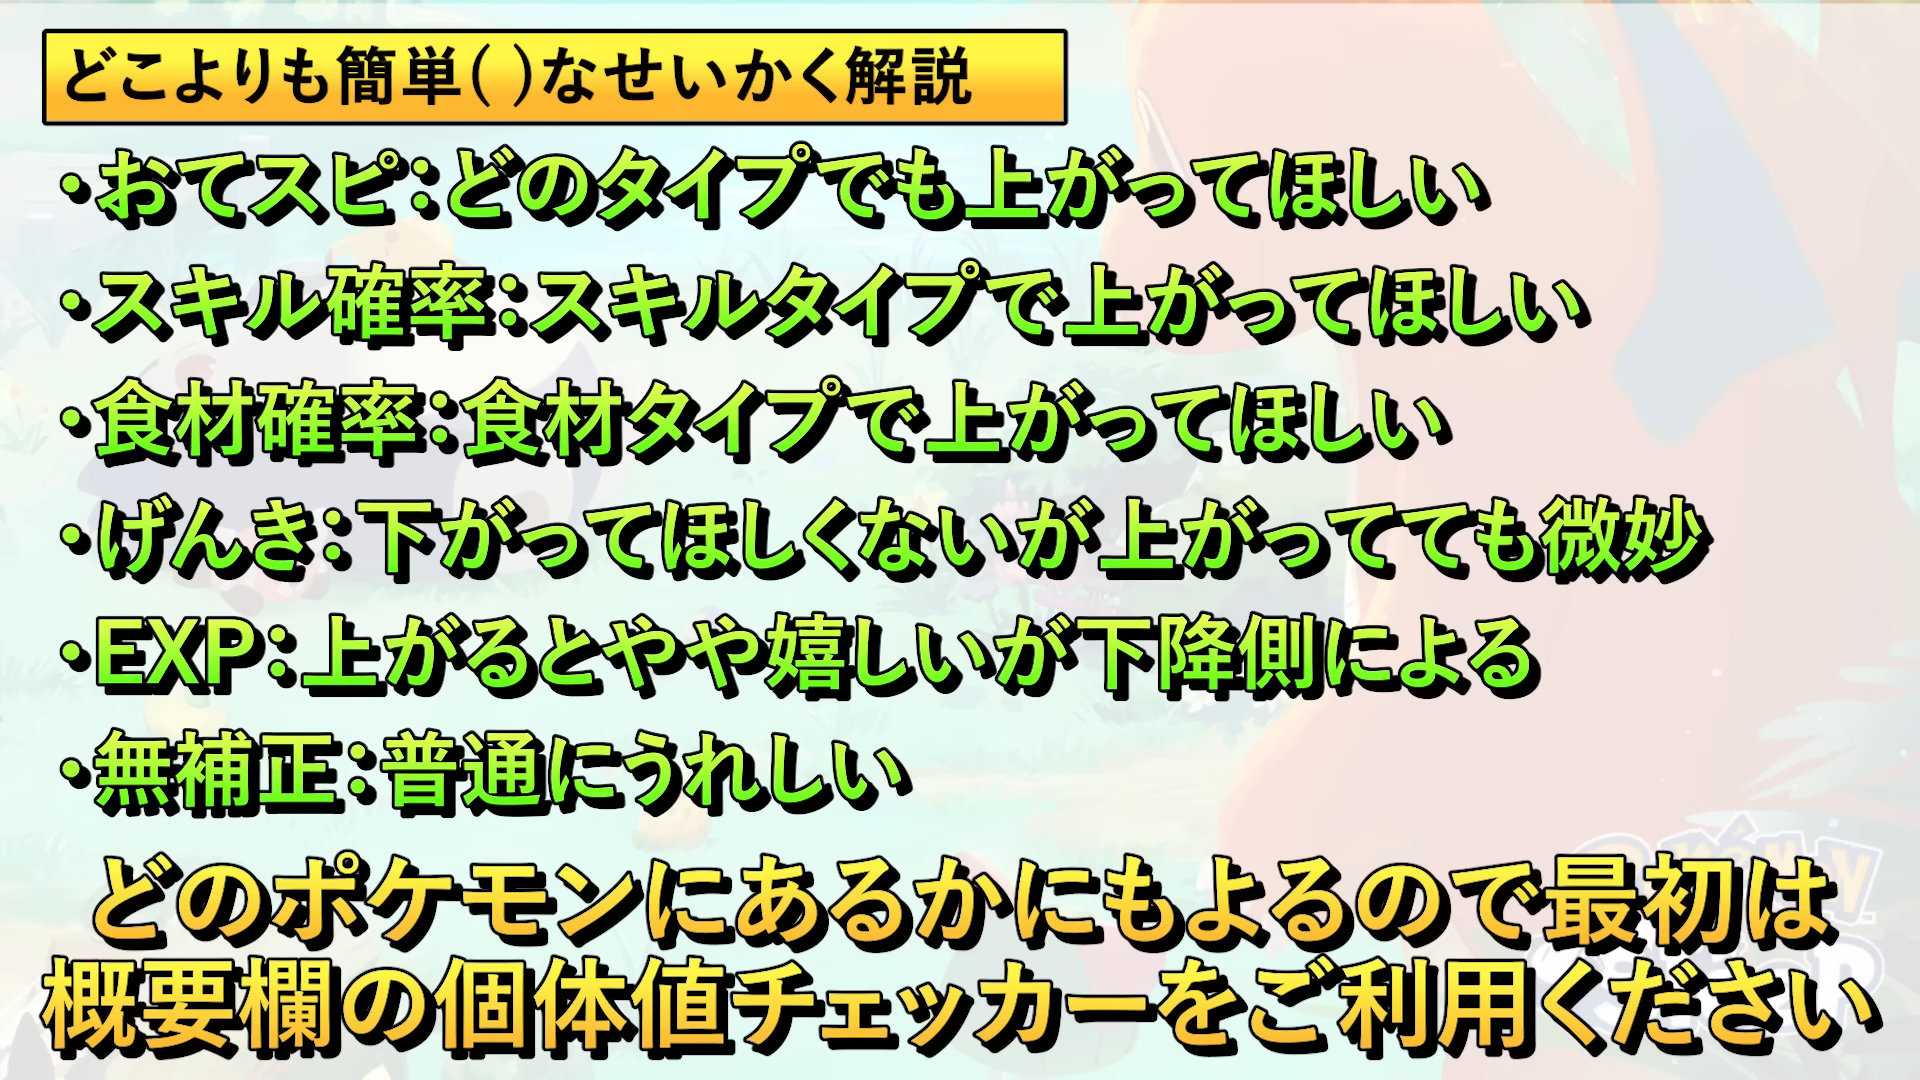 どこよりも簡単( )なせいかく解説
・おてスピ：どのタイプでも上がってほしい
・スキル確率：スキルタイプで上がってほしい
・食材確率：食材タイプで上がってほしい
・げんき：下がってほしくないが上がってても微妙
・EXP：上がるとやや嬉しいが下降側による
・無補正：普通にうれしい
どのポケモンにあるかにもよるので最初は
概要欄の個体値チェッカーをご利用ください